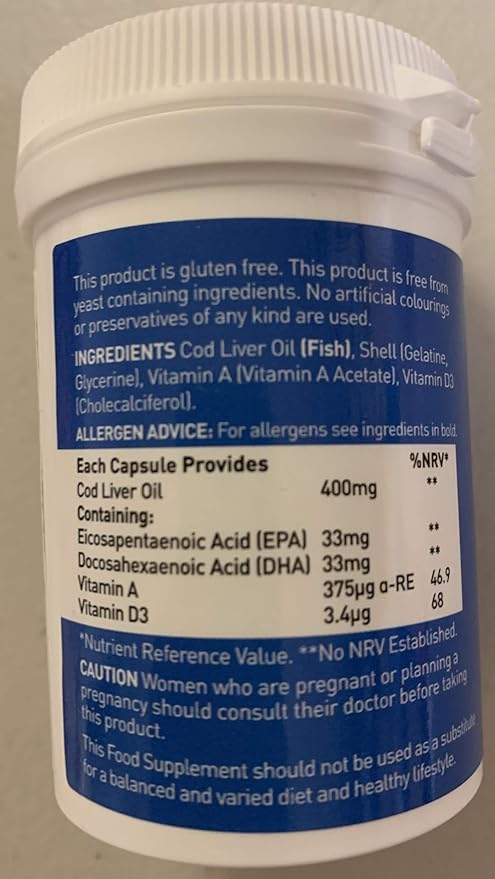 This product is gluten free. This product is free from
yeast containing ingredients. No artificial colourings
or preservatives of any kind are used.
INGREDIENTS Cod Liver Oil (Fish), Shell (Gelatine,
Glycerine), Vitamin A (Vitamin A Acetate), Vitamin D3
(Cholecalciferol).
ALLERGEN ADVICE: For allergens see ingredients in bold.
Each Capsule Provides %NRV*
Cod Liver Oil 400mg **
Containing:
Eicosapentaenoic Acid (EPA) 33mg **
Docosahexaenoic Acid (DHA) 33mg **
Vitamin A 375µg α-RE 46.9
Vitamin D3 3.4µg 68
*Nutrient Reference Value. **No NRV Established.
CAUTION Women who are pregnant or planning a
pregnancy should consult their doctor before taking
this product.
This Food Supplement should not be used as a substitute
for a balanced and varied diet and healthy lifestyle.